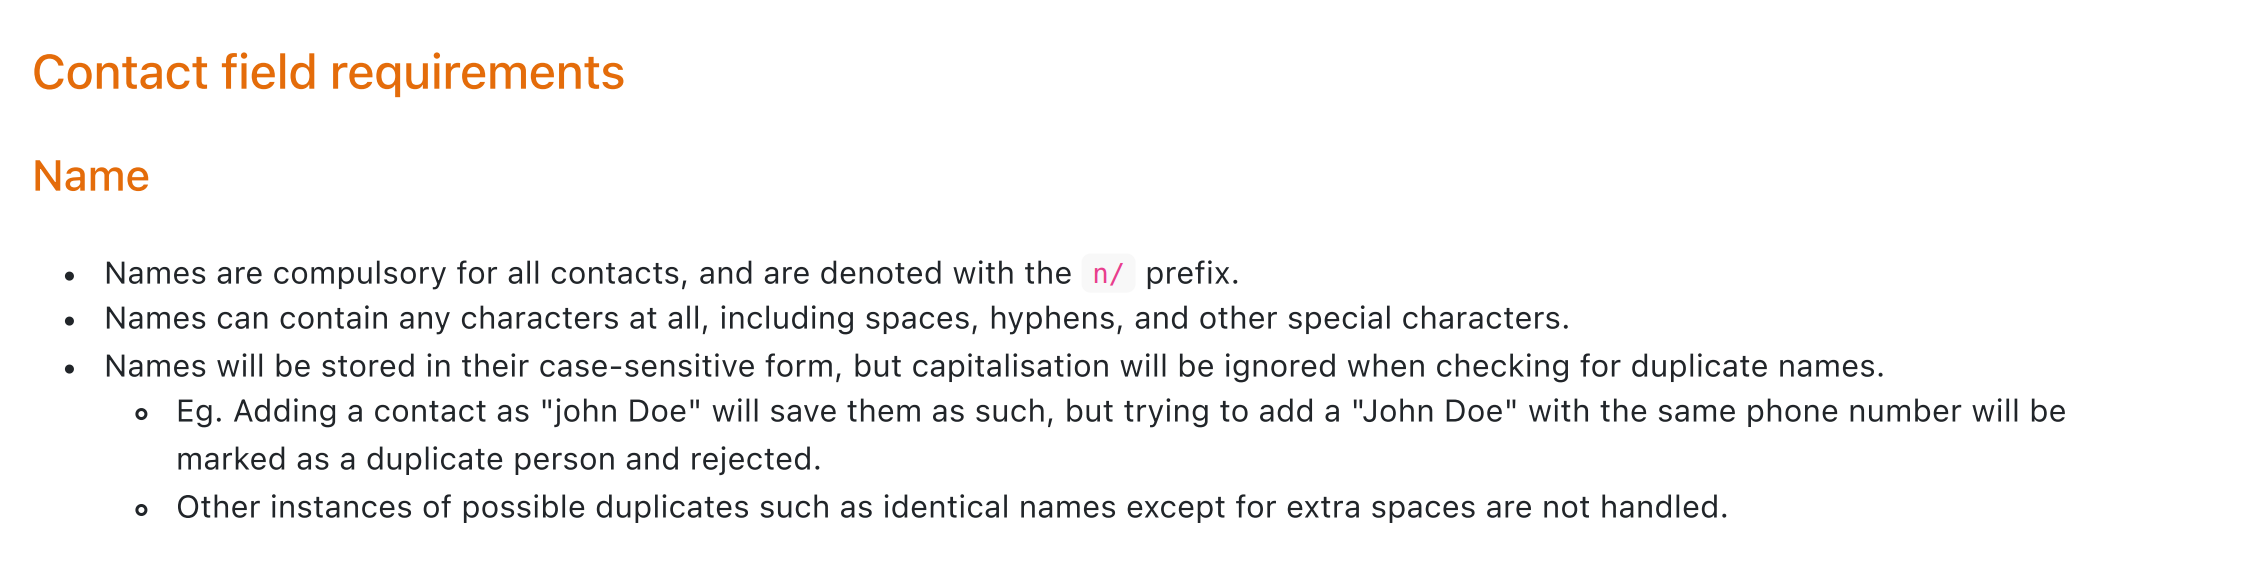 Contact field requirements
Name
• Names are compulsory for all contacts, and are denoted with the n/ prefix.
• Names can contain any characters at all, including spaces, hyphens, and other special characters.
• Names will be stored in their case-sensitive form, but capitalisation will be ignored when checking for duplicate names.
◦ Eg. Adding a contact as "john Doe" will save them as such, but trying to add a "John Doe" with the same phone number will be
marked as a duplicate person and rejected.
◦ Other instances of possible duplicates such as identical names except for extra spaces are not handled.